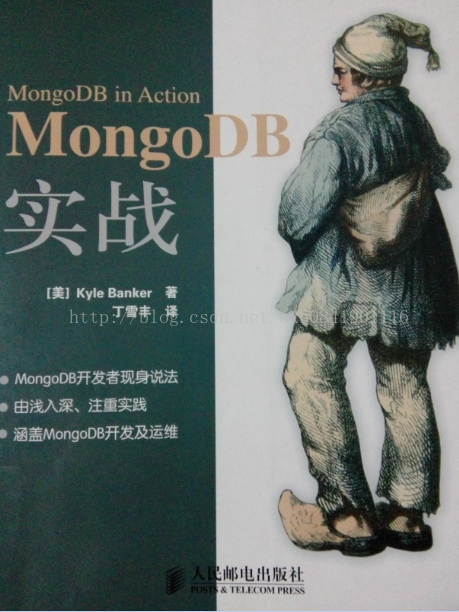 MongoDB in Action
MongoDB
实战
[美] Kyle Banker 著
丁雪丰 译
MongoDB开发者现身说法
由浅入深、注重实践
涵盖MongoDB开发及运维
人民邮电出版社
POSTS & TELECOM PRESS